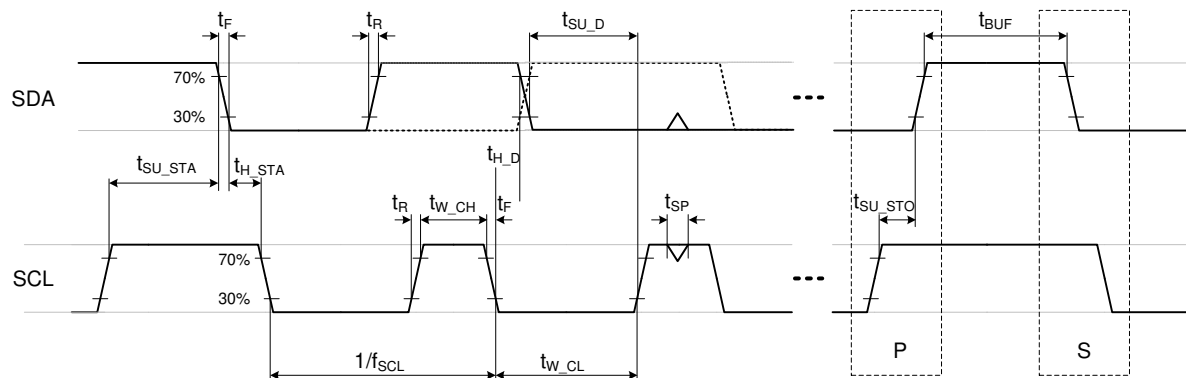 tF tR tSU_D tBUF
70%
SDA
30%
tH_D
tSU_STA tH_STA
tR tW_CH tF tSP tSU_STO
70%
SCL
30%
1/fSCL tW_CL P S